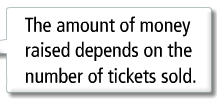 The amount of money
raised depends on the
number of tickets sold.